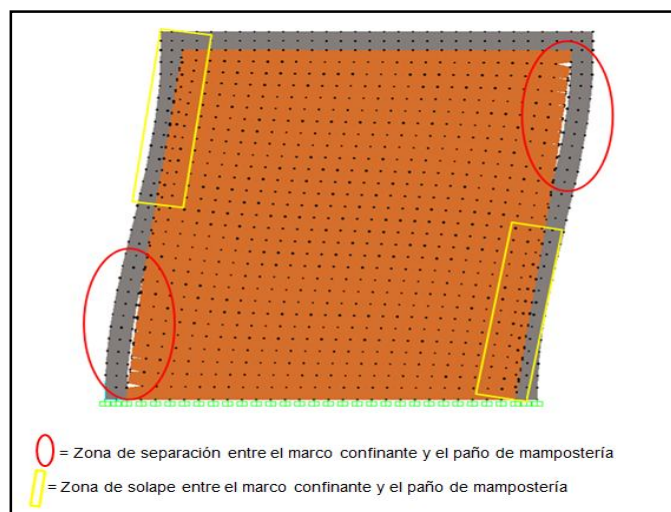 = Zona de separación entre el marco confinante y el paño de mampostería
= Zona de solape entre el marco confinante y el paño de mampostería